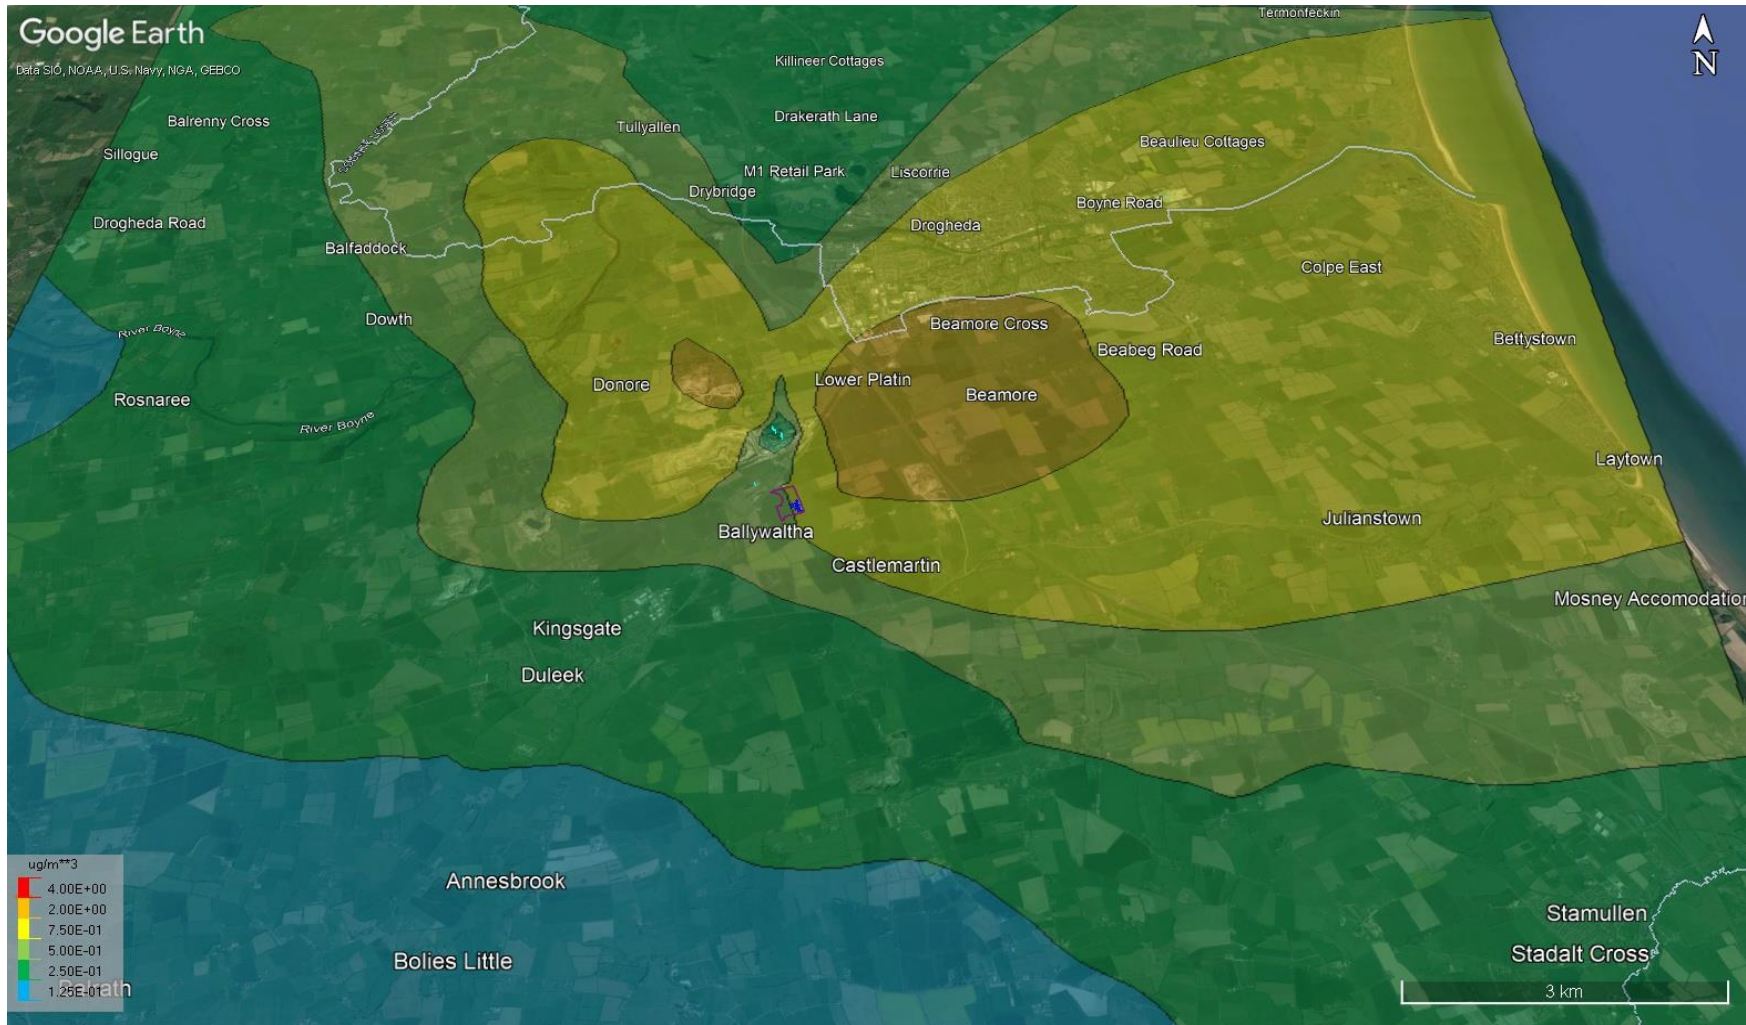 Google Earth
Data SIO, NOAA, U.S. Navy, NGA, GEBCO
Termonfeckin
N
Killineer Cottages
Balrenny Cross
Drakerath Lane
Tullyallen
Beaulieu Cottages
Sillogue
M1 Retail Park
Liscorrie
Drybridge
Boyne Road
Drogheda Road
Drogheda
Balfaddock
Colpe East
Dowth
Beamore Cross
River Boyne
Bettystown
Beabeg Road
Lower Platin
Donore
Beamore
Rosnaree
River Boyne
Laytown
Julianstown
Ballywaltha
Castlemartin
Mosney Accomodation
Kingsgate
Duleek
ug/m**3
4.00E+00
2.00E+00
7.50E-01
5.00E-01
2.50E-01
1.25E-01
Annesbrook
Stamullen
Bolies Little
Stadalt Cross
3 km